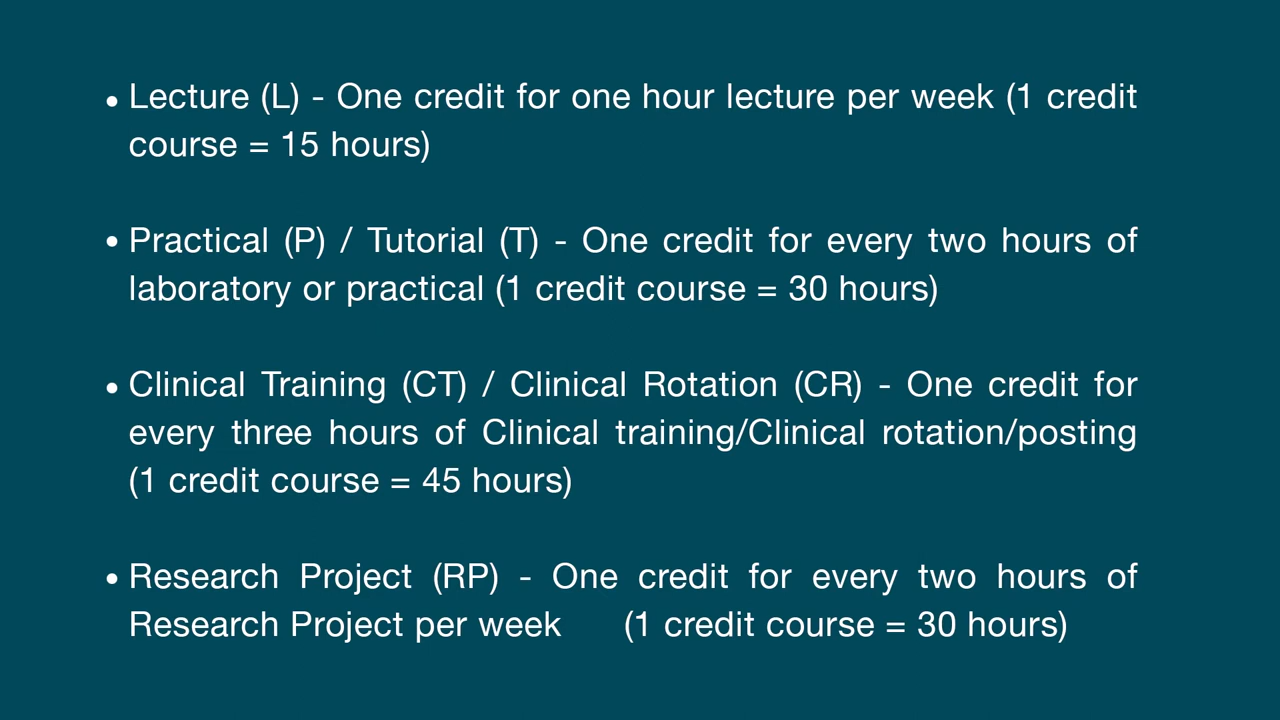 • Lecture (L) - One credit for one hour lecture per week (1 credit
course = 15 hours)
• Practical (P) / Tutorial (T) - One credit for every two hours of
laboratory or practical (1 credit course = 30 hours)
• Clinical Training (CT) / Clinical Rotation (CR) - One credit for
every three hours of Clinical training/Clinical rotation/posting
(1 credit course = 45 hours)
• Research Project (RP) - One credit for every two hours of
Research Project per week (1 credit course = 30 hours)